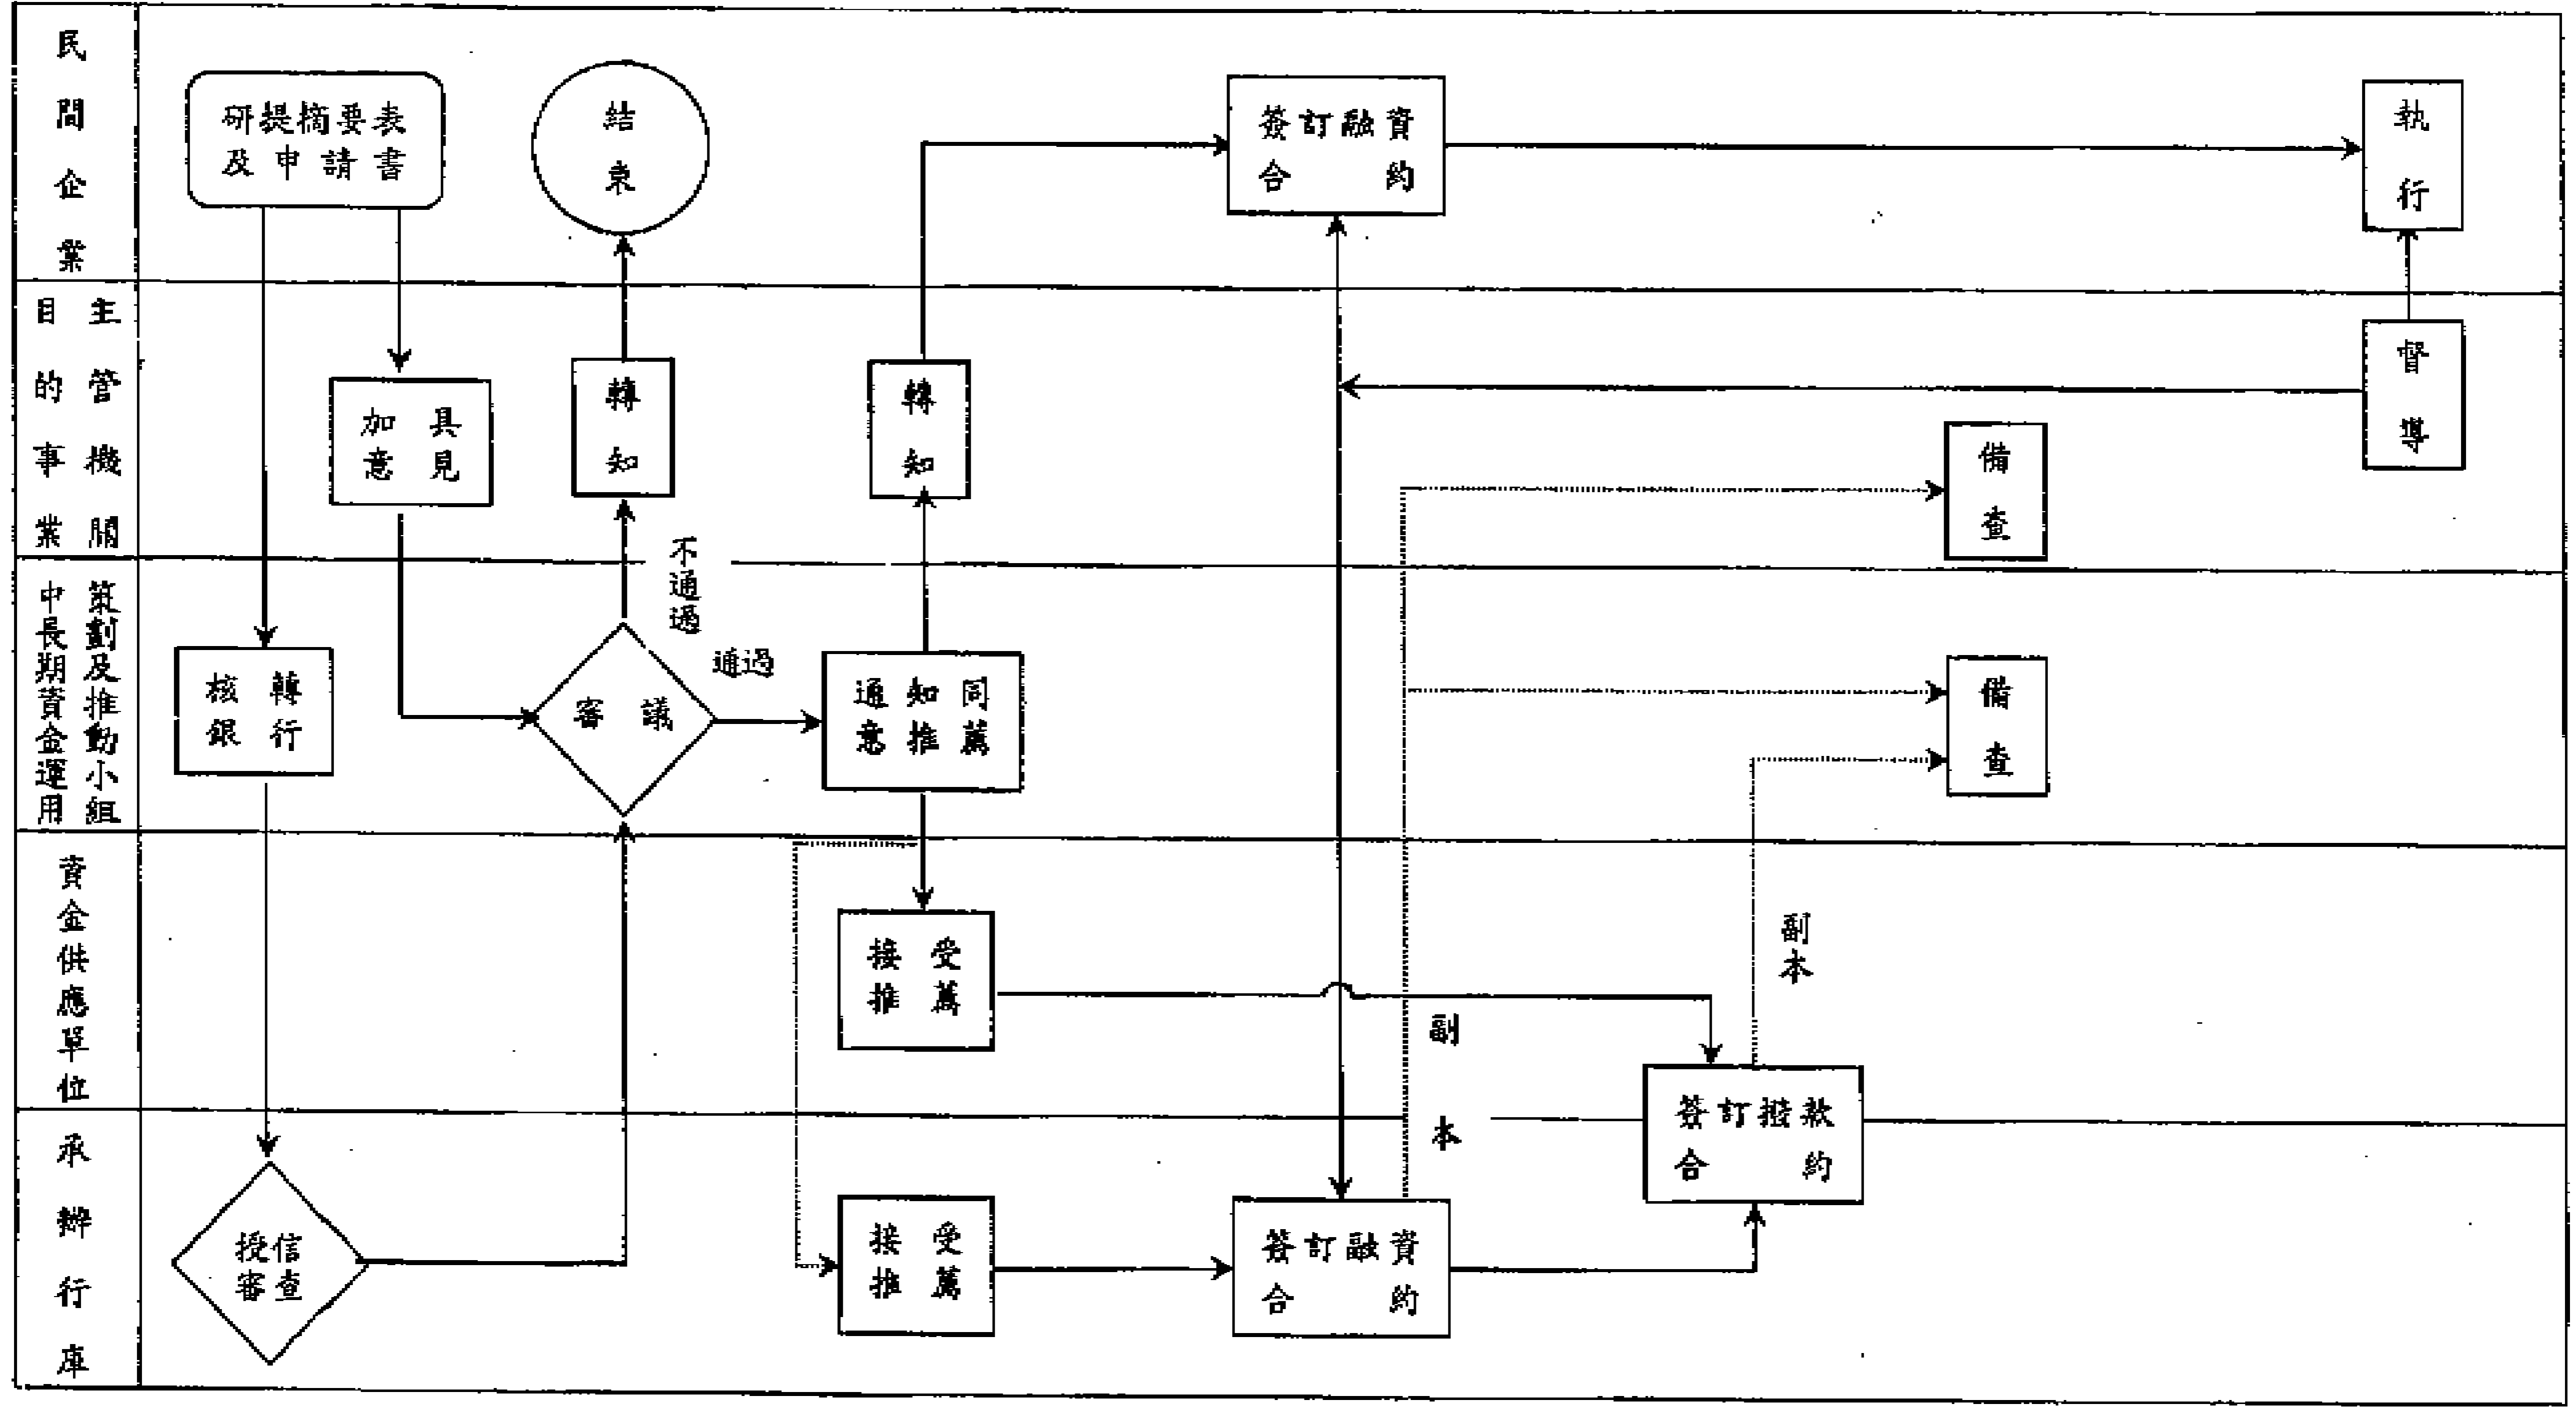 民間企業
研提摘要表
及申請書
結束
簽訂融資
合約
執行
目的事業
主管機關
加具
意見
轉知
轉知
督導
備查
不通過
中長期資金運用
策劃及推動小組
核轉
銀行
審議
通過
通知同
意推薦
備查
資金供應單位
接受
推薦
副本
副本
簽訂撥款
合約
承辦行庫
授信
審查
接受
推薦
簽訂融資
合約